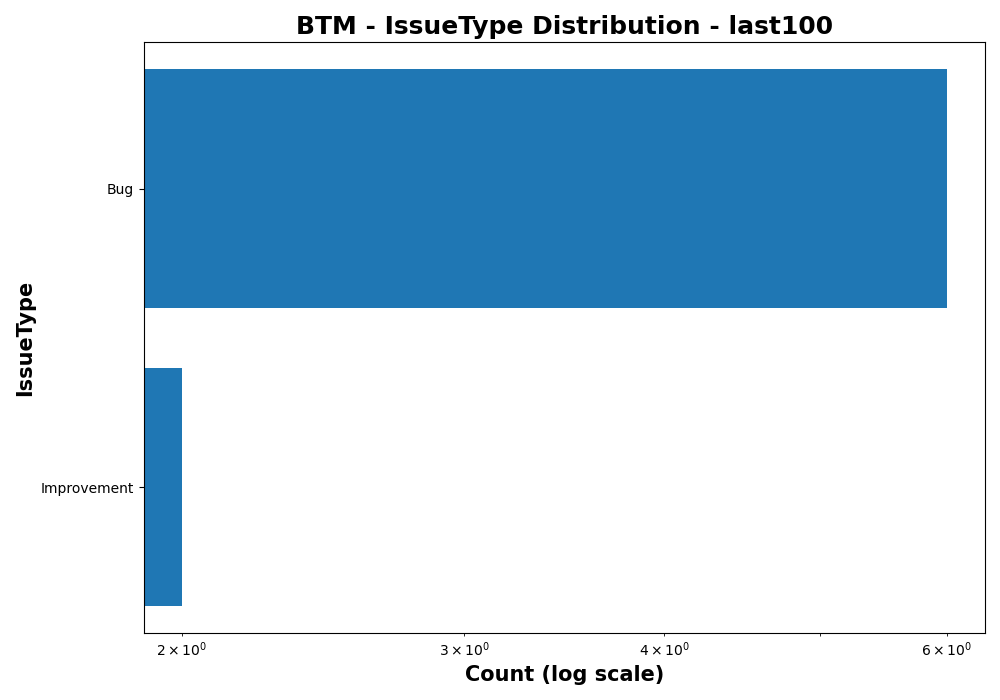 BTM - IssueType Distribution - last100
IssueType
Bug
Improvement
2 × 10⁰
3 × 10⁰
4 × 10⁰
6 × 10⁰
Count (log scale)